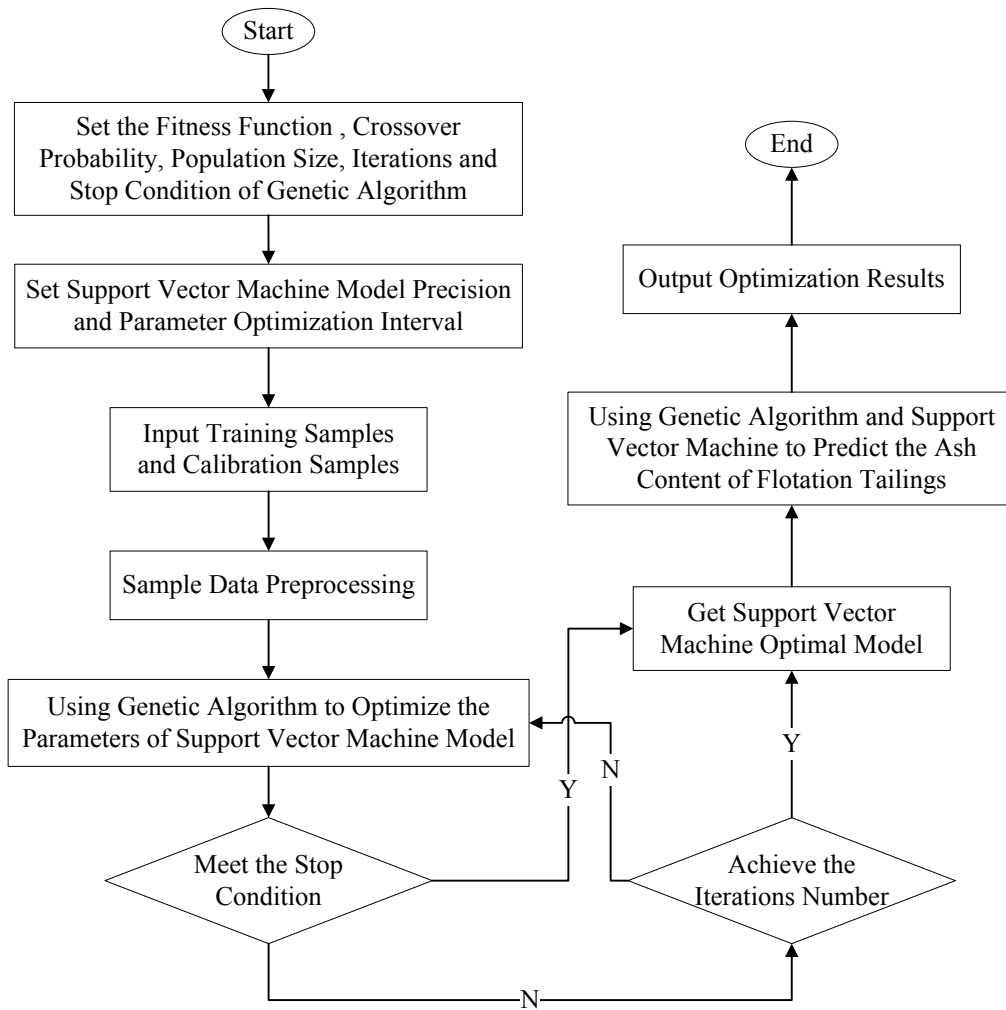 Start
Set the Fitness Function , Crossover
Probability, Population Size, Iterations and
Stop Condition of Genetic Algorithm
Set Support Vector Machine Model Precision
and Parameter Optimization Interval
Input Training Samples
and Calibration Samples
Sample Data Preprocessing
Using Genetic Algorithm to Optimize the
Parameters of Support Vector Machine Model
Meet the Stop
Condition
Y
N
N
Achieve the
Iterations Number
Y
Get Support Vector
Machine Optimal Model
Using Genetic Algorithm and Support
Vector Machine to Predict the Ash
Content of Flotation Tailings
Output Optimization Results
End